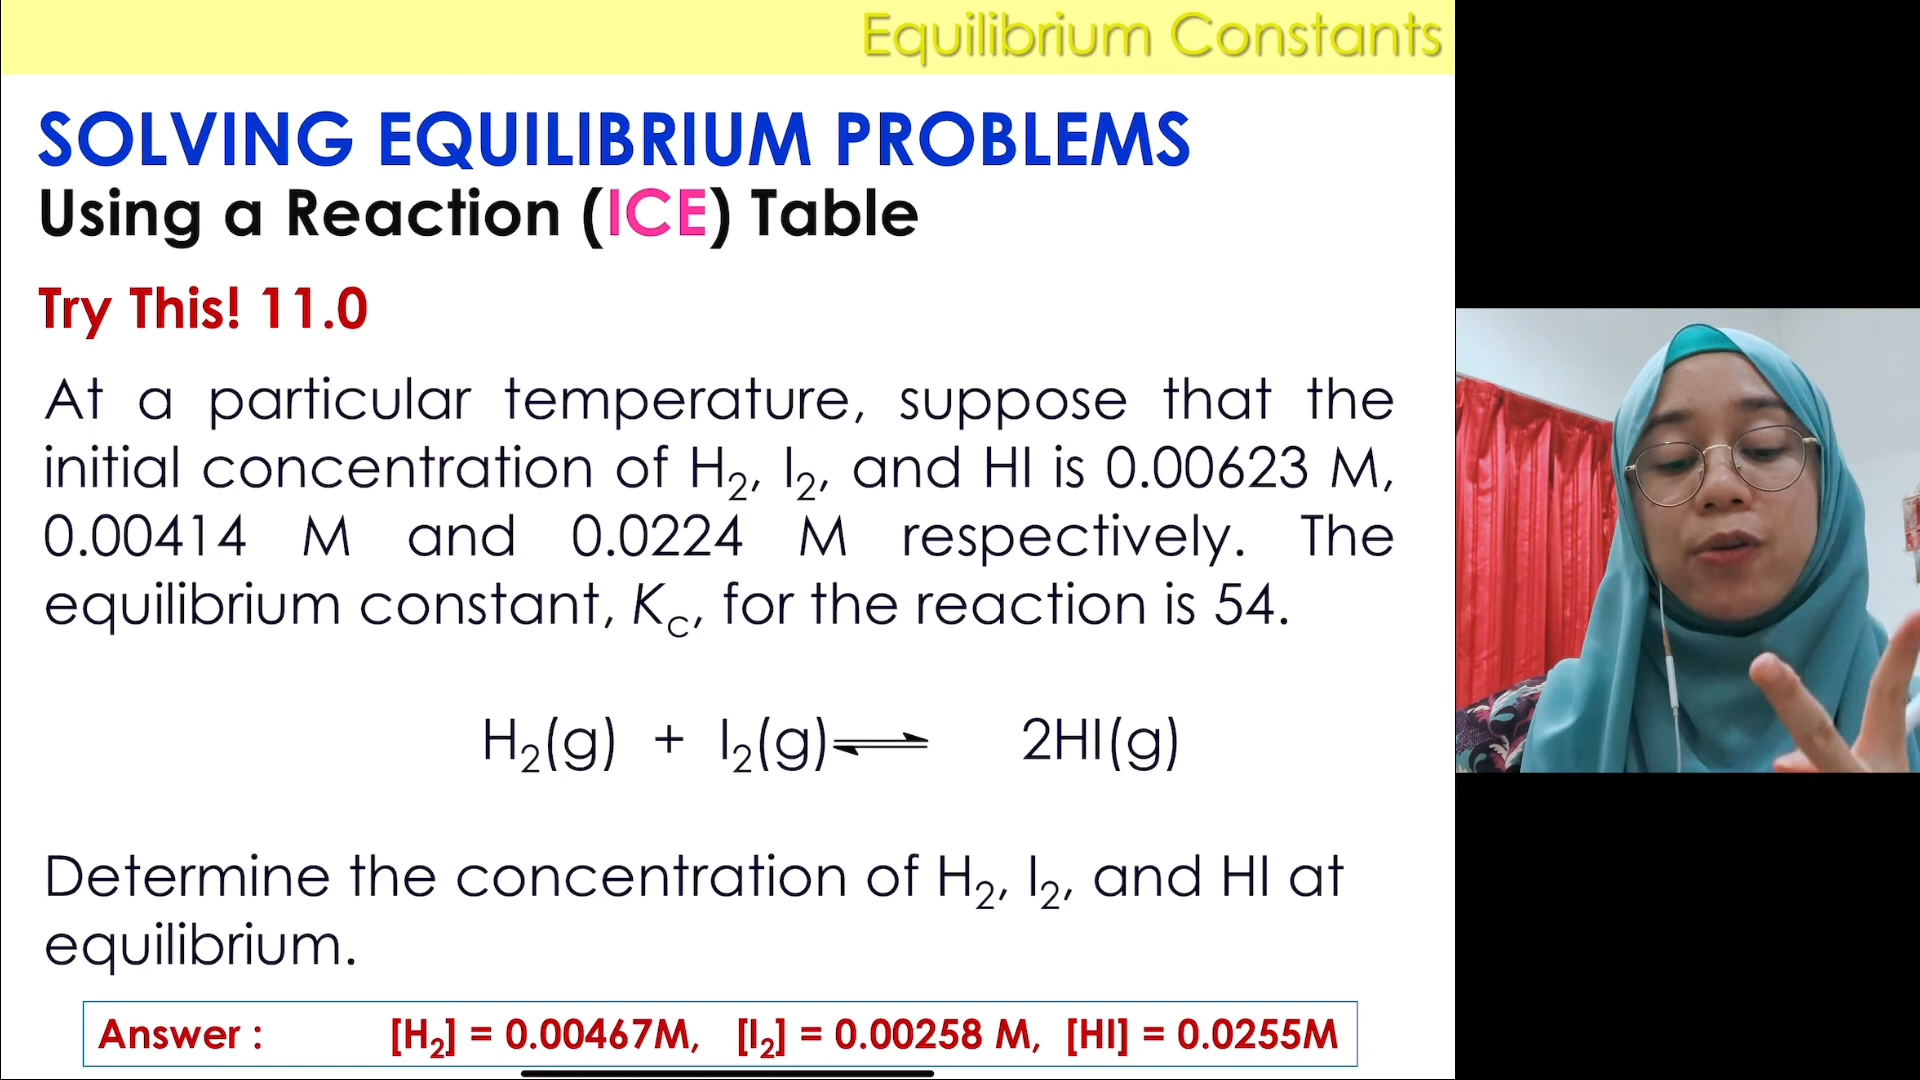 Equilibrium Constants
SOLVING EQUILIBRIUM PROBLEMS
Using a Reaction (ICE) Table
Try This! 11.0
At a particular temperature, suppose that the
initial concentration of H₂, I₂, and HI is 0.00623 M,
0.00414 M and 0.0224 M respectively. The
equilibrium constant, Kc, for the reaction is 54.
H₂(g) + I₂(g) ⇌ 2HI(g)
Determine the concentration of H₂, I₂, and HI at
equilibrium.
Answer : [H₂] = 0.00467M, [I₂] = 0.00258 M, [HI] = 0.0255M